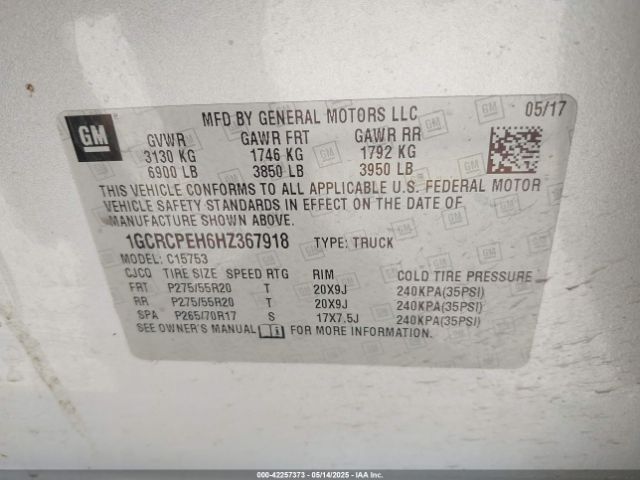 MFD BY GENERAL MOTORS LLC 05/17
GM
GVWR GAWR FRT GAWR RR
3130 KG 1746 KG 1792 KG
6900 LB 3850 LB 3950 LB
THIS VEHICLE CONFORMS TO ALL APPLICABLE U.S. FEDERAL MOTOR
VEHICLE SAFETY STANDARDS IN EFFECT ON THE DATE OF
MANUFACTURE SHOWN ABOVE.
1GCRCPEH6HZ367918 TYPE: TRUCK
MODEL: C15753
CJCQ TIRE SIZE SPEED RTG RIM COLD TIRE PRESSURE
FRT P275/55R20 T 20X9J 240KPA(35PSI)
RR P275/55R20 T 20X9J 240KPA(35PSI)
SPA P265/70R17 S 17X7.5J 240KPA(35PSI)
SEE OWNER'S MANUAL FOR MORE INFORMATION.
000-42257373 - 05/14/2025 - IAA, Inc.